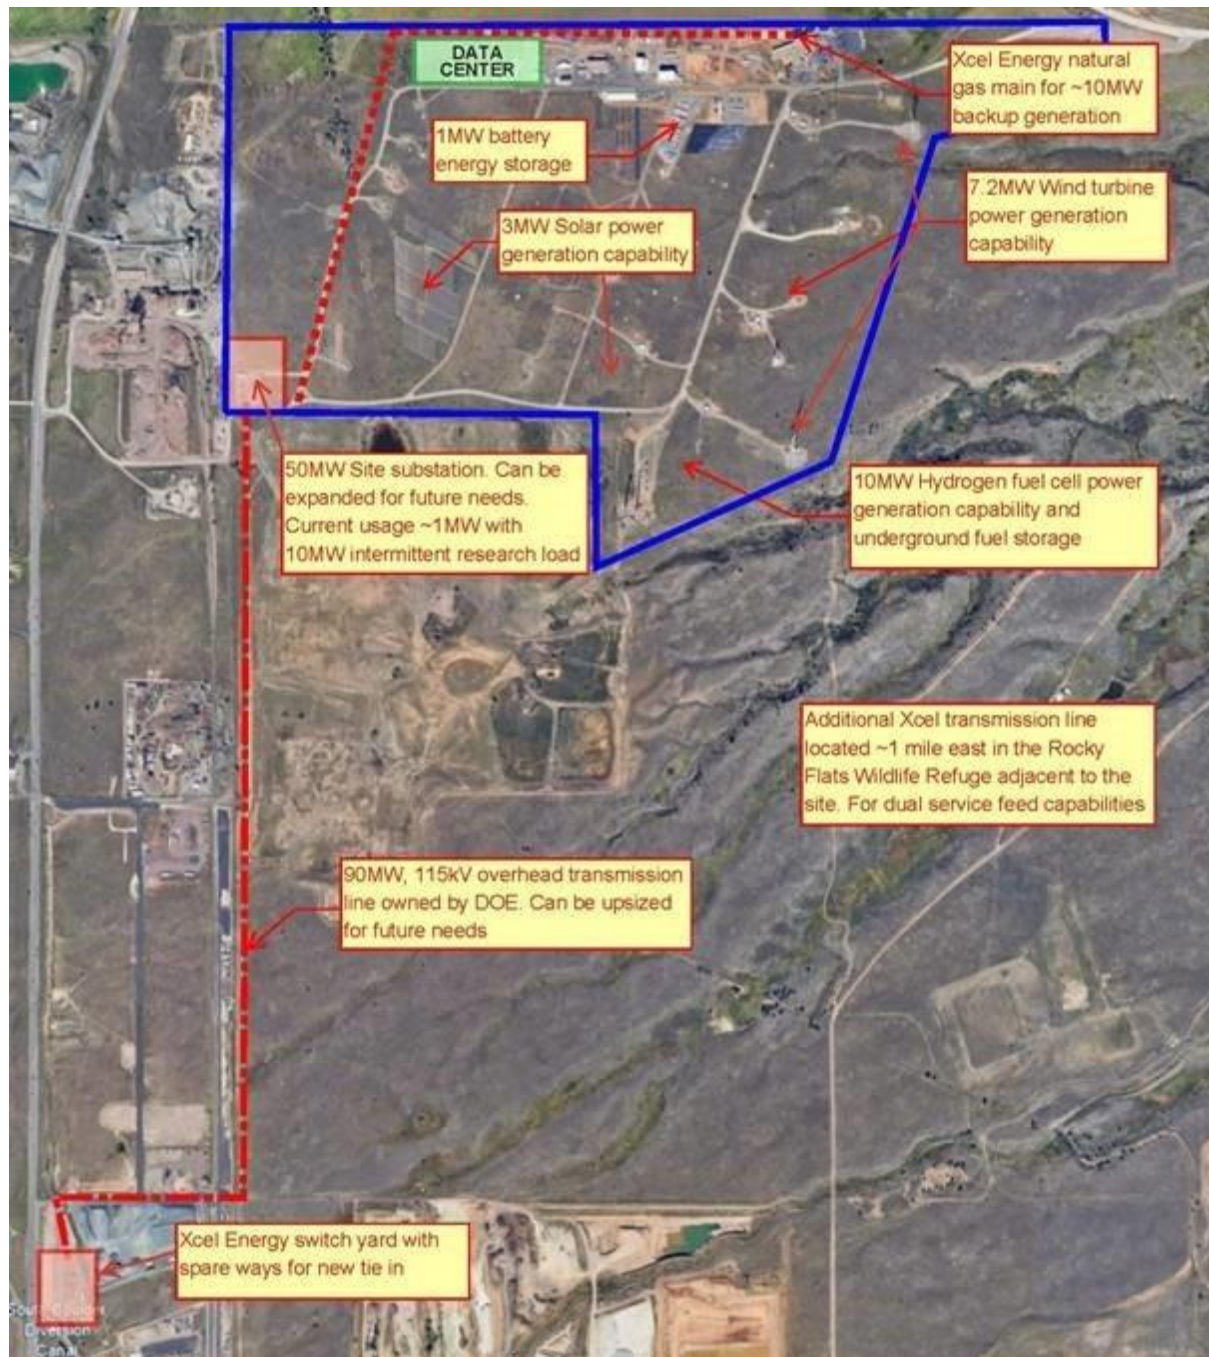 DATA
CENTER
Xcel Energy natural
gas main for ~10MW
backup generation
1MW battery
energy storage
7.2MW Wind turbine
power generation
capability
3MW Solar power
generation capability
50MW Site substation. Can be
expanded for future needs.
Current usage ~1MW with
10MW intermittent research load
10MW Hydrogen fuel cell power
generation capability and
underground fuel storage
Additional Xcel transmission line
located ~1 mile east in the Rocky
Flats Wildlife Refuge adjacent to the
site. For dual service feed capabilities
90MW, 115kV overhead transmission
line owned by DOE. Can be upsized
for future needs
Xcel Energy switch yard with
spare ways for new tie in
South Boulder
Diversion
Canal